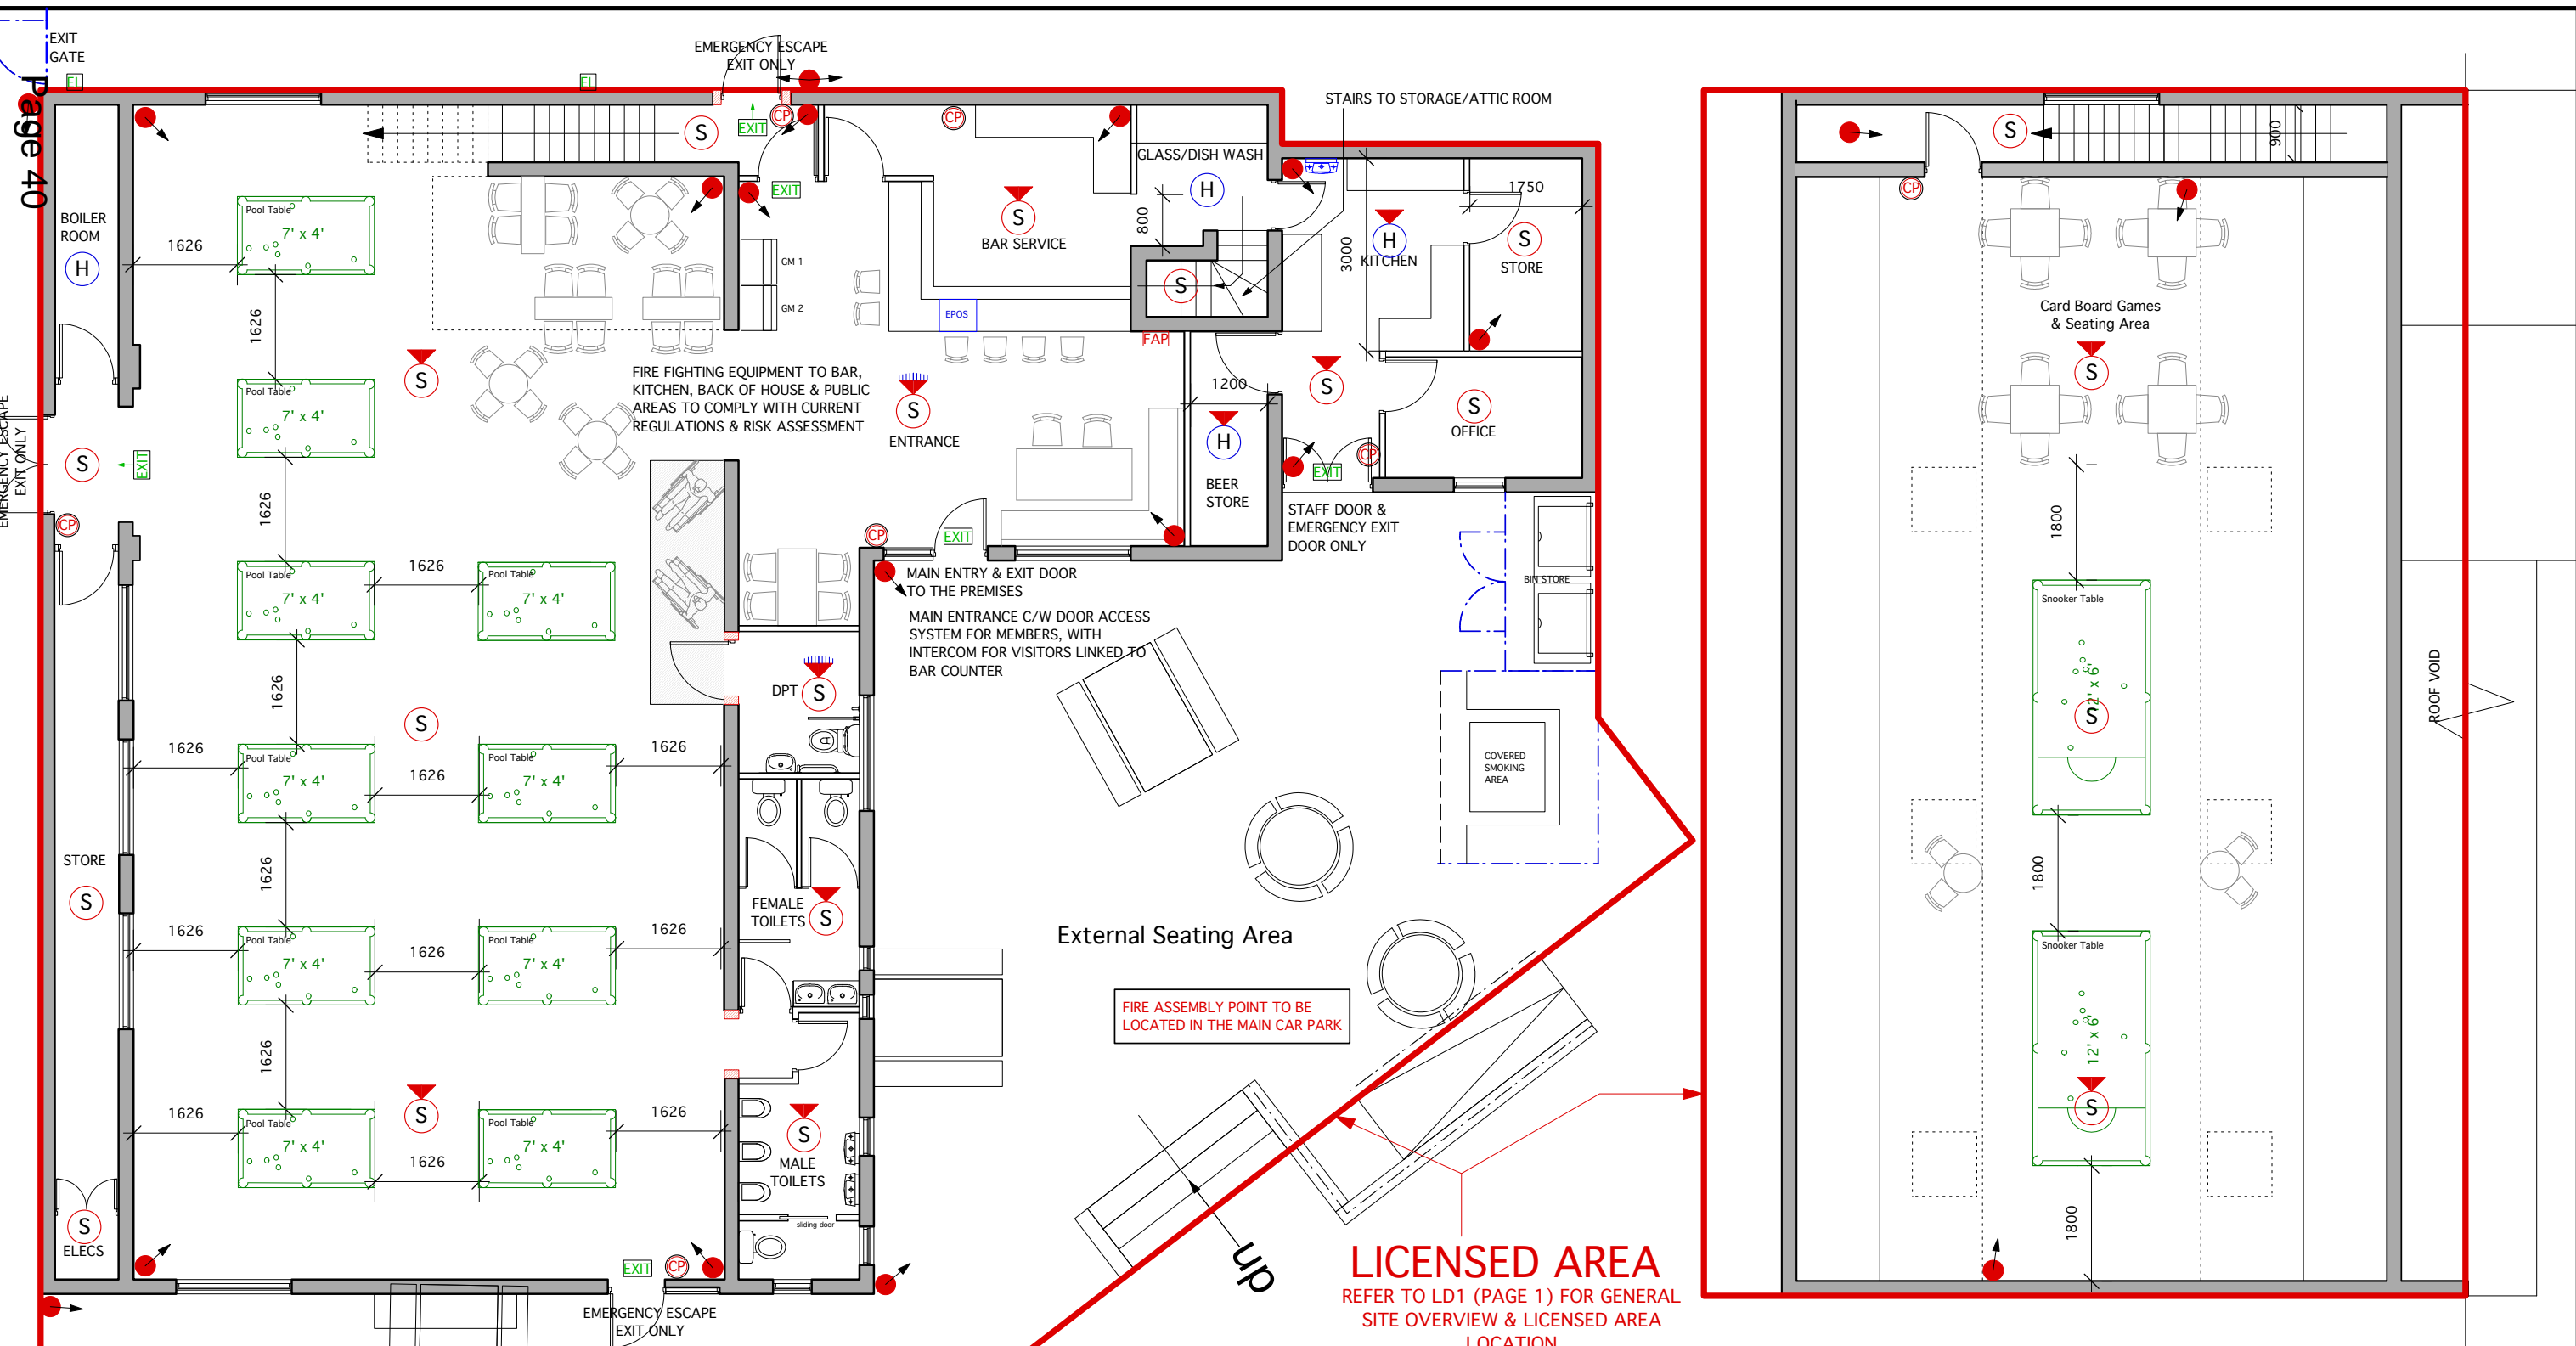 EXIT
GATE
Page 40
EL
EL
EMERGENCY ESCAPE
EXIT ONLY
CP
S
EXIT
EXIT
CP
STAIRS TO STORAGE/ATTIC ROOM
GLASS/DISH WASH
H
800
S
BAR SERVICE
GM 1
GM 2
EPOS
S
FAP
3000
H
KITCHEN
1750
S
STORE
BOILER
ROOM
H
1626
1626
Pool Table
7' x 4'
Pool Table
7' x 4'
1626
S
FIRE FIGHTING EQUIPMENT TO BAR,
KITCHEN, BACK OF HOUSE & PUBLIC
AREAS TO COMPLY WITH CURRENT
REGULATIONS & RISK ASSESSMENT
S
ENTRANCE
1200
H
BEER
STORE
S
S
OFFICE
CP
EXIT
STAFF DOOR &
EMERGENCY EXIT
DOOR ONLY
BIN STORE
EMERGENCY ESCAPE
EXIT ONLY
S
EXIT
CP
CP
EXIT
MAIN ENTRY & EXIT DOOR
TO THE PREMISES
MAIN ENTRANCE C/W DOOR ACCESS
SYSTEM FOR MEMBERS, WITH
INTERCOM FOR VISITORS LINKED TO
BAR COUNTER
Pool Table
7' x 4'
1626
Pool Table
7' x 4'
1626
S
DPT
S
1626
Pool Table
7' x 4'
1626
Pool Table
7' x 4'
1626
COVERED
SMOKING
AREA
STORE
S
1626
FEMALE
TOILETS
S
1626
Pool Table
7' x 4'
1626
Pool Table
7' x 4'
1626
External Seating Area
FIRE ASSEMBLY POINT TO BE
LOCATED IN THE MAIN CAR PARK
1626
S
1626
Pool Table
7' x 4'
1626
Pool Table
7' x 4'
1626
S
MALE
TOILETS
sliding door
S
ELECS
EXIT
CP
EMERGENCY ESCAPE
EXIT ONLY
up
LICENSED AREA
REFER TO LD1 (PAGE 1) FOR GENERAL
SITE OVERVIEW & LICENSED AREA
LOCATION
S
900
CP
Card Board Games
& Seating Area
S
1800
Snooker Table
12' x 6'
S
1800
Snooker Table
12' x 6'
S
1800
ROOF VOID